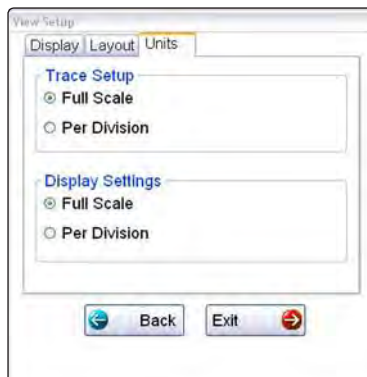 View Setup
Display Layout Units
Trace Setup
Full Scale
Per Division
Display Settings
Full Scale
Per Division
Back Exit